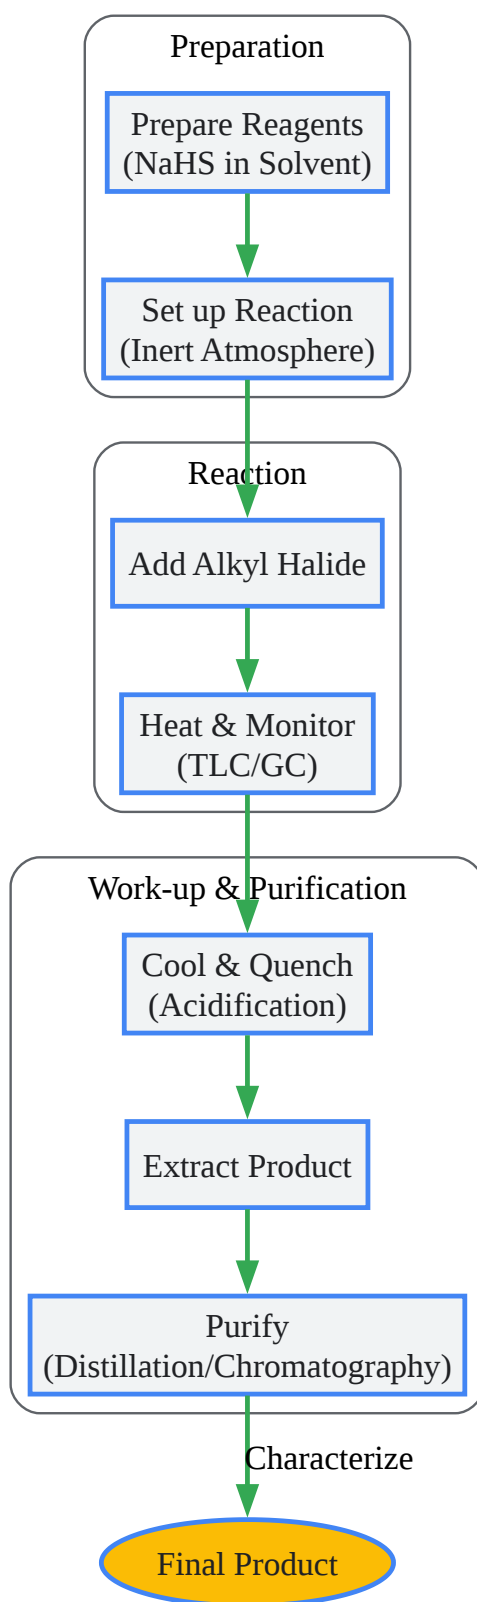 Preparation
Prepare Reagents
(NaHS in Solvent)
Set up Reaction
(Inert Atmosphere)
Reaction
Add Alkyl Halide
Heat & Monitor
(TLC/GC)
Work-up & Purification
Cool & Quench
(Acidification)
Extract Product
Purify
(Distillation/Chromatography)
Characterize
Final Product